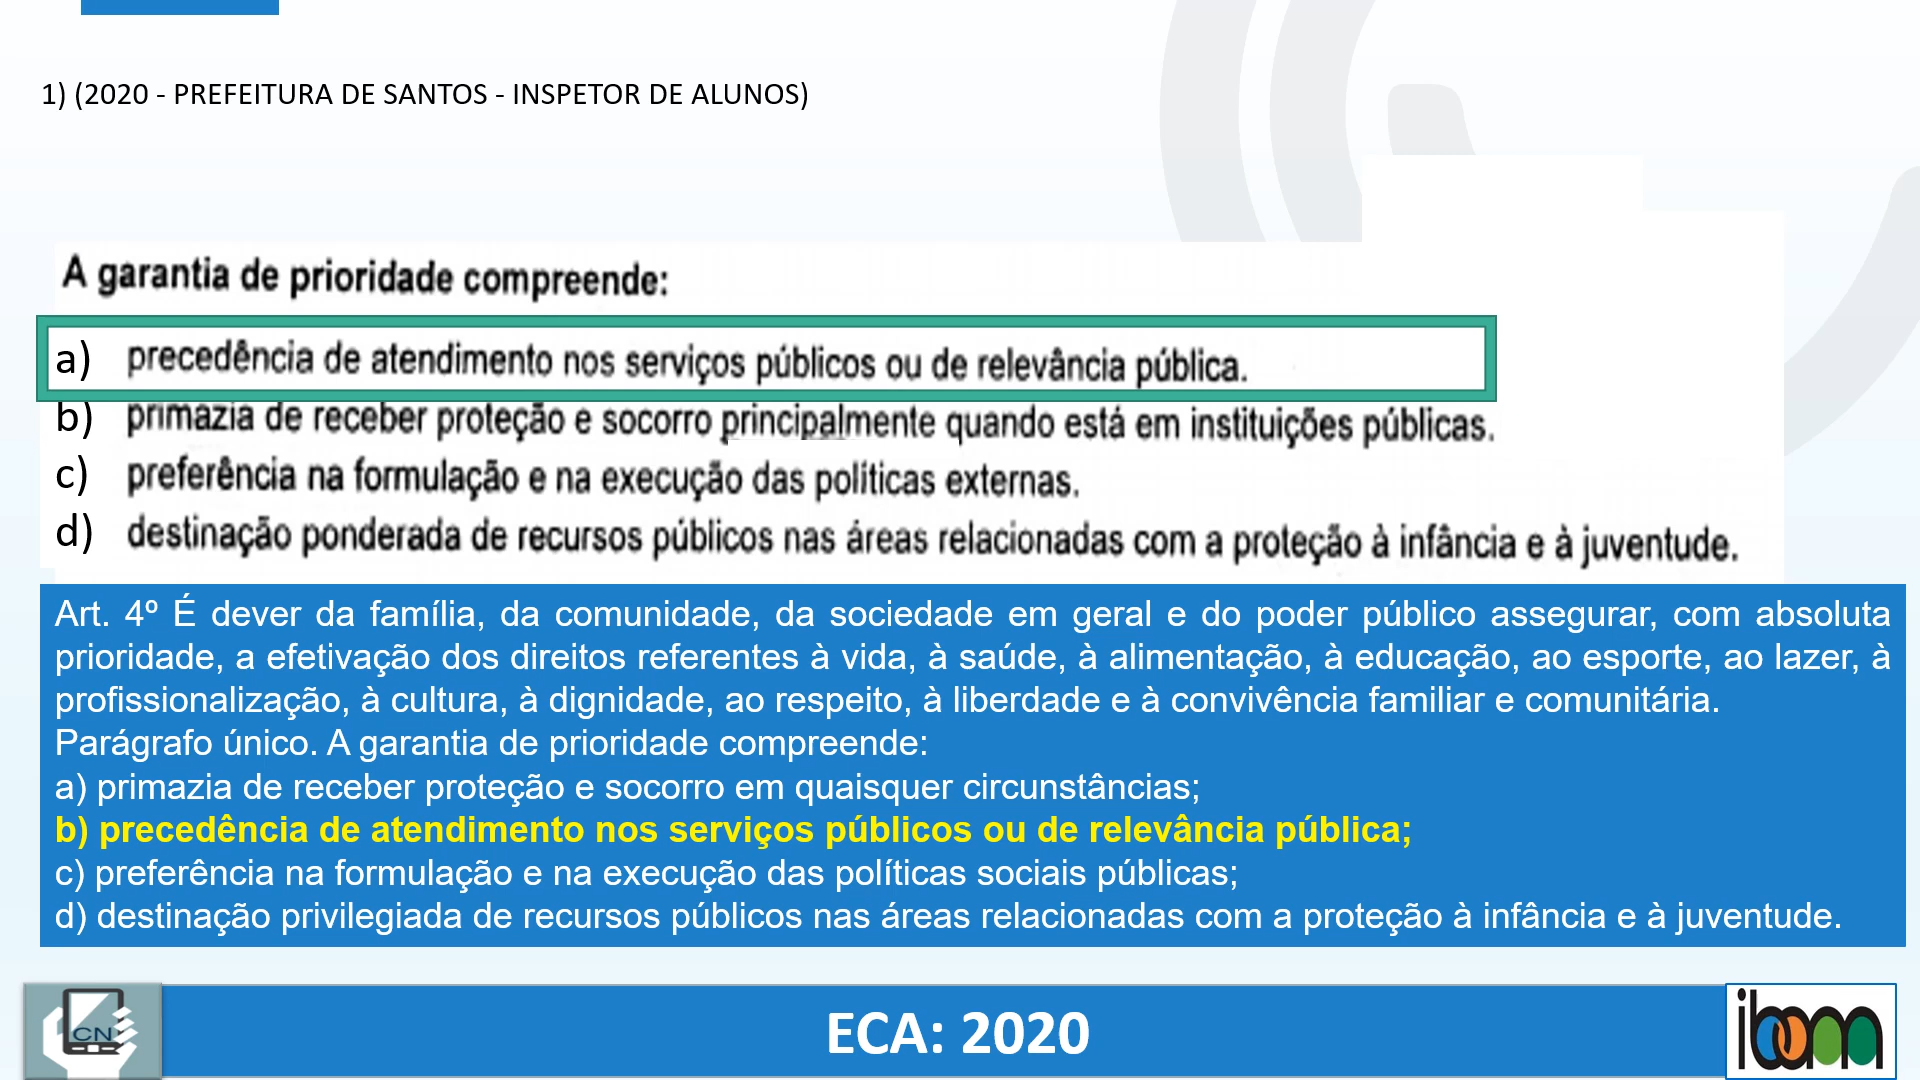 1) (2020 - PREFEITURA DE SANTOS - INSPETOR DE ALUNOS)
A garantia de prioridade compreende:
a) precedência de atendimento nos serviços públicos ou de relevância pública.
b) primazia de receber proteção e socorro principalmente quando está em instituições públicas.
c) preferência na formulação e na execução das políticas externas.
d) destinação ponderada de recursos públicos nas áreas relacionadas com a proteção à infância e à juventude.
Art. 4º É dever da família, da comunidade, da sociedade em geral e do poder público assegurar, com absoluta
prioridade, a efetivação dos direitos referentes à vida, à saúde, à alimentação, à educação, ao esporte, ao lazer, à
profissionalização, à cultura, à dignidade, ao respeito, à liberdade e à convivência familiar e comunitária.
Parágrafo único. A garantia de prioridade compreende:
a) primazia de receber proteção e socorro em quaisquer circunstâncias;
b) precedência de atendimento nos serviços públicos ou de relevância pública;
c) preferência na formulação e na execução das políticas sociais públicas;
d) destinação privilegiada de recursos públicos nas áreas relacionadas com a proteção à infância e à juventude.
CN
ECA: 2020
ibam